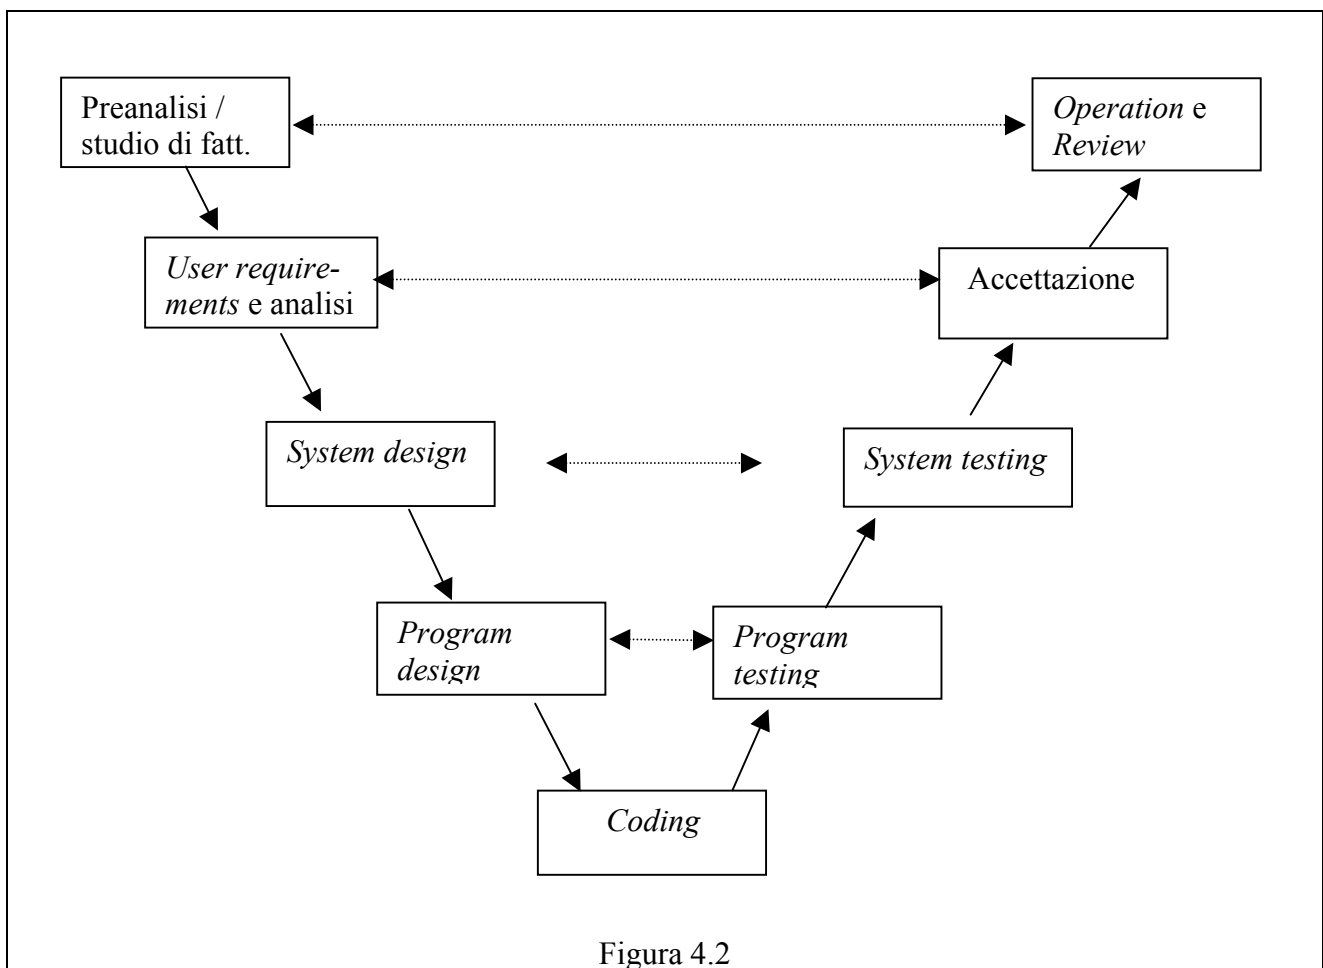 Preanalisi /
studio di fatt.
Operation e
Review
User require-
ments e analisi
Accettazione
System design
System testing
Program
design
Program
testing
Coding
Figura 4.2